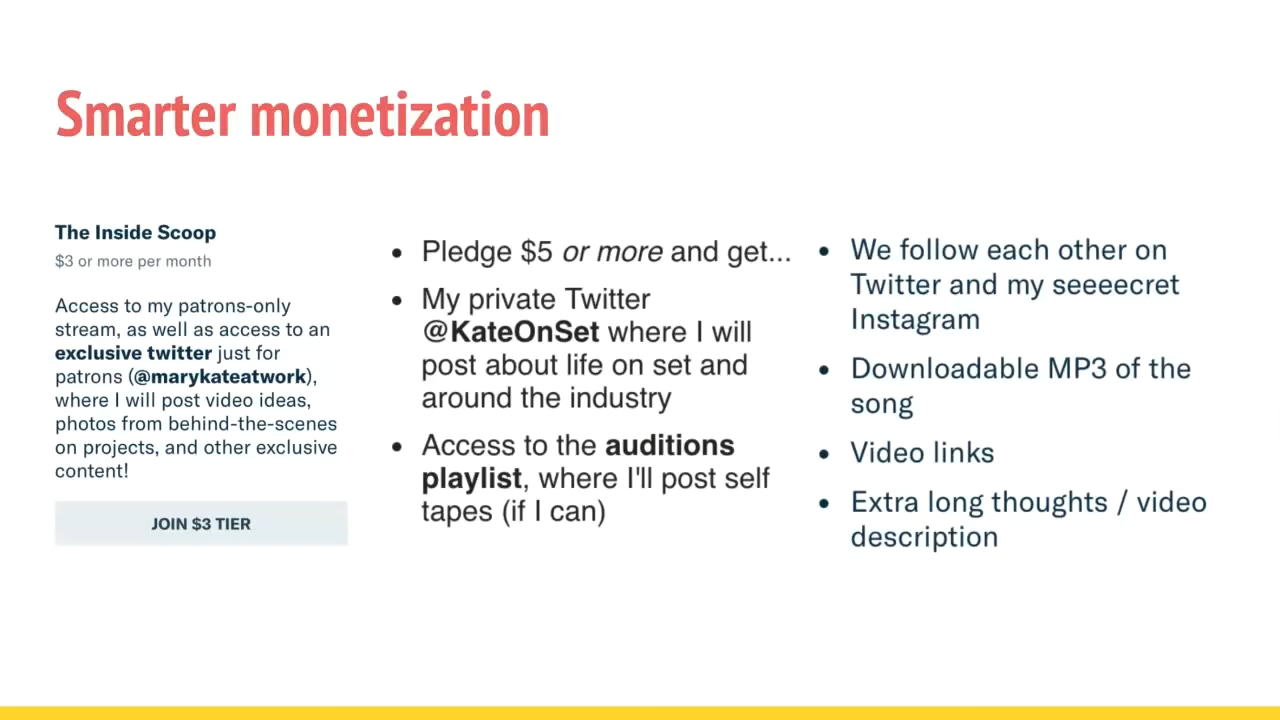 Smarter monetization
The Inside Scoop
$3 or more per month
Access to my patrons-only
stream, as well as access to an
exclusive twitter just for
patrons (@marykateatwork),
where I will post video ideas,
photos from behind-the-scenes
on projects, and other exclusive
content!
JOIN $3 TIER
• Pledge $5 or more and get...
• My private Twitter
@KateOnSet where I will
post about life on set and
around the industry
• Access to the auditions
playlist, where I'll post self
tapes (if I can)
• We follow each other on
Twitter and my seeeecret
Instagram
• Downloadable MP3 of the
song
• Video links
• Extra long thoughts / video
description